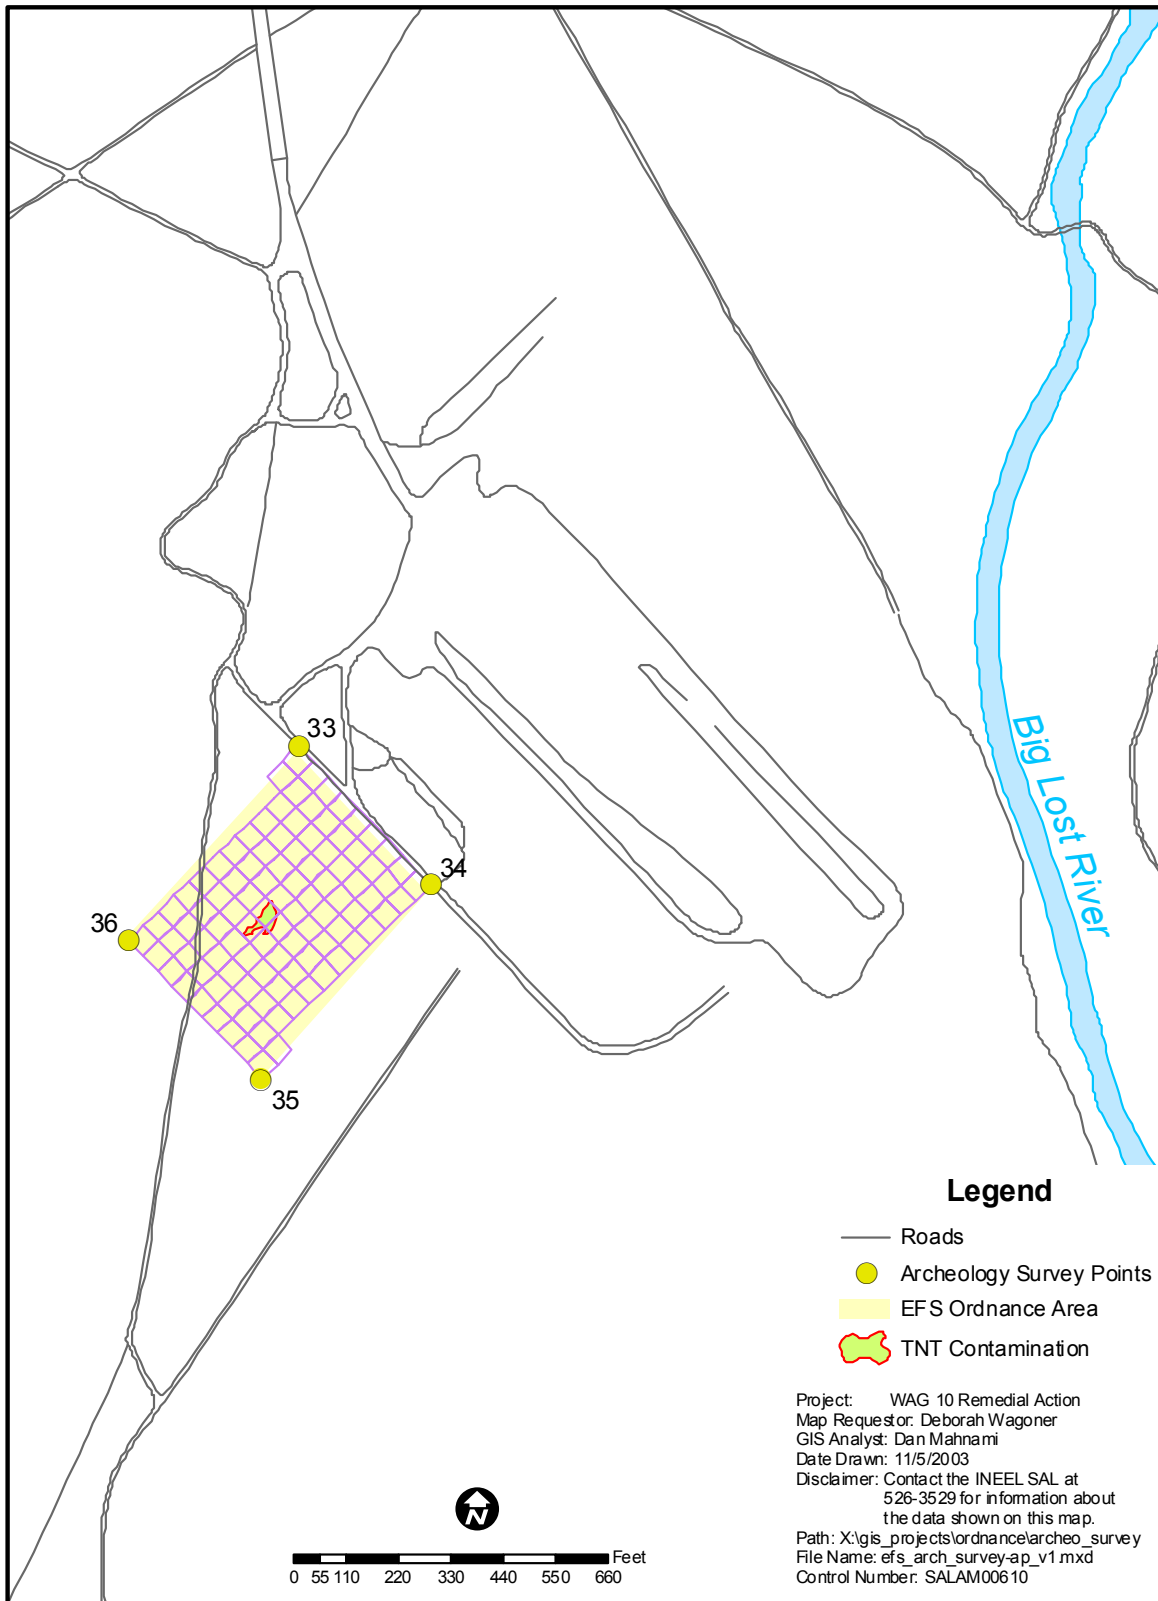 33
34
36
35
Big Lost River
Legend
Roads
Archeology Survey Points
EFS Ordnance Area
TNT Contamination
Project: WAG 10 Remedial Action
Map Requestor: Deborah Wagoner
GIS Analyst: Dan Mahnami
Date Drawn: 11/5/2003
Disclaimer: Contact the INEEL SAL at
526-3529 for information about
the data shown on this map.
Path: X:\gis_projects\ordnance\archeo_survey
File Name: efs_arch_survey-ap_v1.mxd
Control Number: SALAM00610
N
Feet
0 55 110 220 330 440 550 660